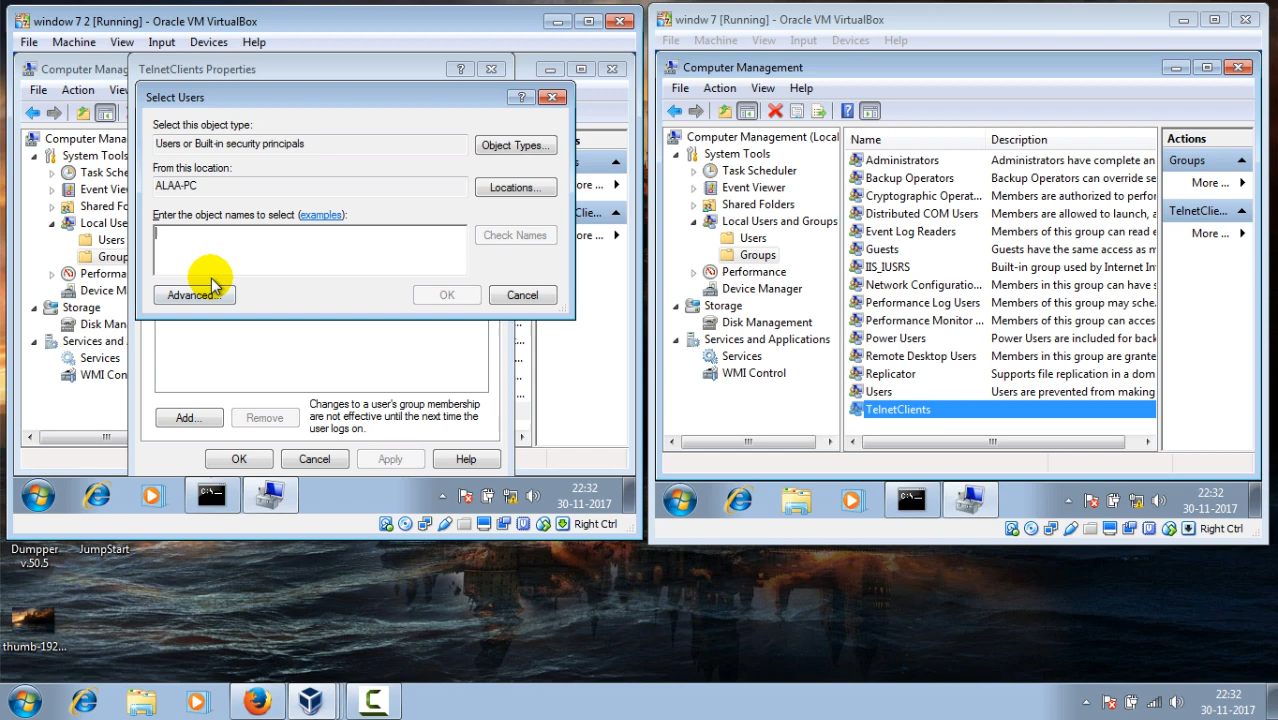 window 7 2 [Running] - Oracle VM VirtualBox
File Machine View Input Devices Help
Computer Manag
File Action Vie
Computer Manag
System Tools
Task Sche
Event View
Shared Fo
Local Use
Users
Group
Performa
Device M
Storage
Disk Man
Services and
Services
WMI Con
TelnetClients Properties
Select Users
Select this object type:
Users or Built-in security principals
Object Types...
From this location:
ALAA-PC
Locations...
Enter the object names to select (examples):
Check Names
Advanced...
OK Cancel
Add... Remove
Changes to a user's group membership
are not effective until the next time the
user logs on.
OK Cancel Apply Help
22:32
30-11-2017
Right Ctrl
windw 7 [Running] - Oracle VM VirtualBox
File Machine View Input Devices Help
Computer Management
File Action View Help
Computer Management (Local
System Tools
Task Scheduler
Event Viewer
Shared Folders
Local Users and Groups
Users
Groups
Performance
Device Manager
Storage
Disk Management
Services and Applications
Services
WMI Control
Name Description
Administrators Administrators have complete an
Backup Operators Backup Operators can override se
Cryptographic Operat... Members are authorized to perfor
Distributed COM Users Members are allowed to launch, a
Event Log Readers Members of this group can read e
Guests Guests have the same access as m
IIS_IUSRS Built-in group used by Internet In
Network Configuratio... Members in this group can have s
Performance Log Users Members of this group may sche.
Performance Monitor ... Members of this group can acces
Power Users Power Users are included for back
Remote Desktop Users Members in this group are grante
Replicator Supports file replication in a dom
Users Users are prevented from making
TelnetClients
Actions
Groups
More ...
TelnetClie...
More ...
22:32
30-11-2017
Right Ctrl
Dumpper
v.50.5
JumpStart
thumb-192...
22:32
30-11-2017